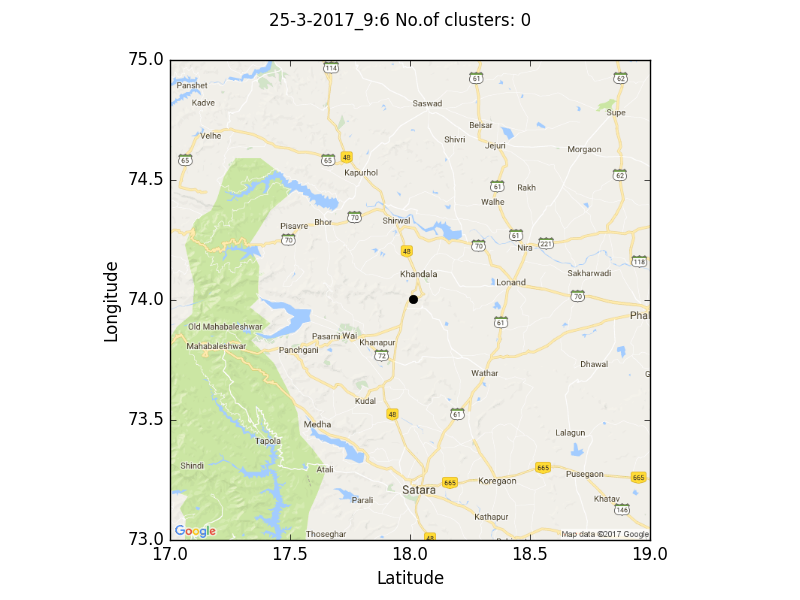 25-3-2017_9:6 No.of clusters: 0
75.0
74.5
74.0
73.5
73.0
Longitude
17.0 17.5 18.0 18.5 19.0
Latitude
114
61
62
Panshet
Kadve
Saswad
Supe
Belsar
Velhe
Shivri
Jejuri
Morgaon
65
65
48
Kapurhol
62
61
Rakh
Walhe
70
Bhor
Shirwal
Pisavre
70
61
221
70
Nira
48
118
Khandala
Sakharwadi
Lonand
70
Phal
61
Old Mahabaleshwar
Pasarni Wai
Khanapur
Mahabaleshwar
Panchgani
72
Dhawal
Wathar
G
Kudal
48
61
Medha
Lalagun
Tapola
Shindi
Atali
665
Pusegaon
665
Koregaon
665
Satara
Parali
Khatav
146
Kathapur
Thoseghar
48
Google
Map data ©2017 Google